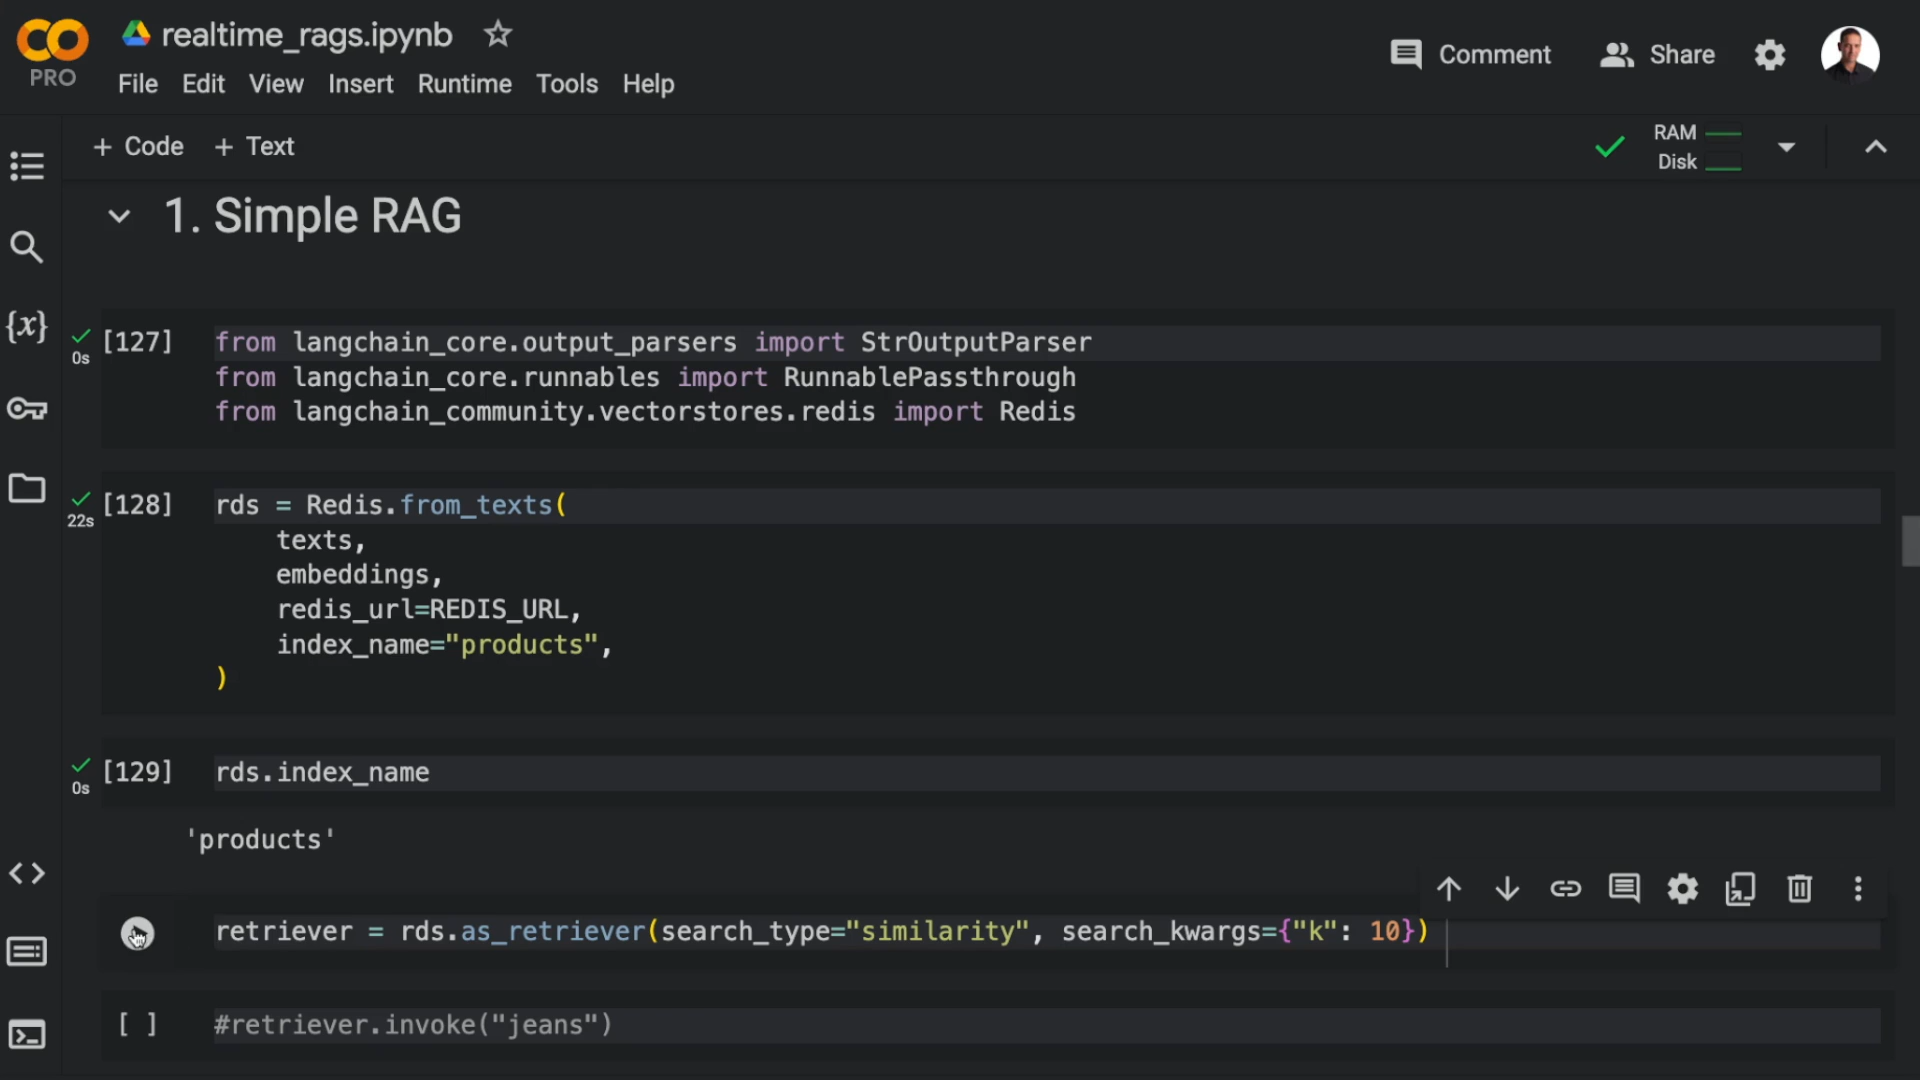 realtime_rags.ipynb
PRO
File Edit View Insert Runtime Tools Help
Comment Share
+ Code + Text
RAM
Disk
1. Simple RAG
{x}
0s [127] from langchain_core.output_parsers import StrOutputParser
from langchain_core.runnables import RunnablePassthrough
from langchain_community.vectorstores.redis import Redis
22s [128] rds = Redis.from_texts(
texts,
embeddings,
redis_url=REDIS_URL,
index_name="products",
)
0s [129] rds.index_name
'products'
retriever = rds.as_retriever(search_type="similarity", search_kwargs={"k": 10})
[ ] #retriever.invoke("jeans")